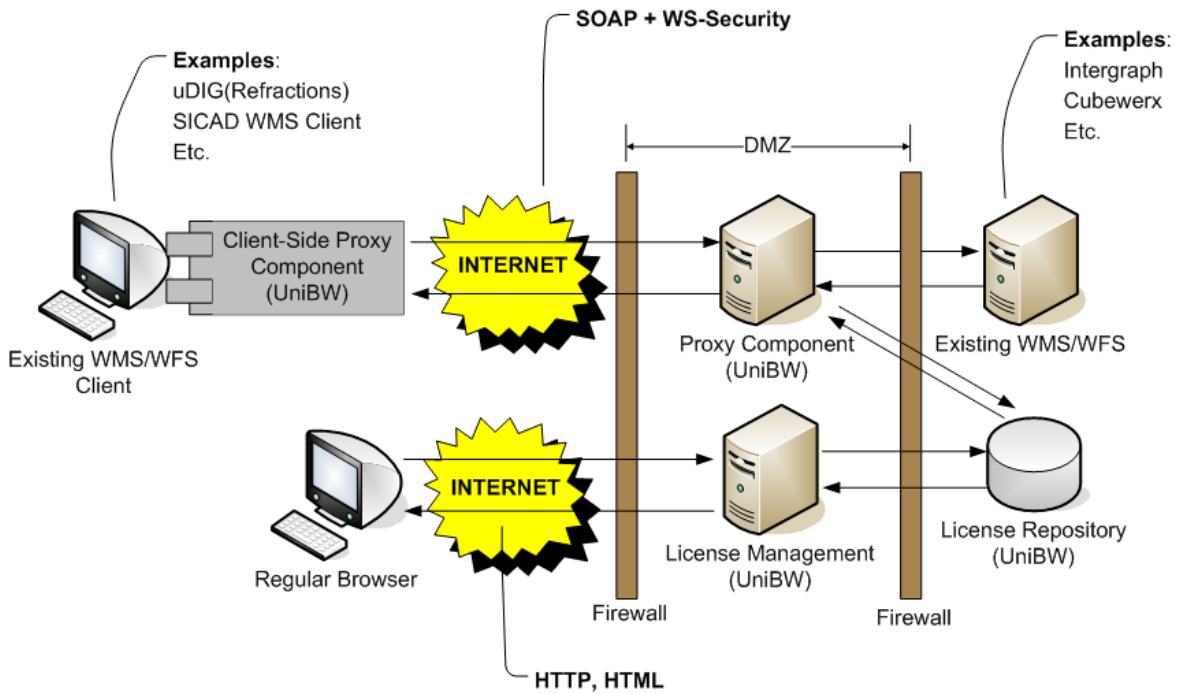 SOAP + WS-Security
Examples:
uDIG(Refractions)
SICAD WMS Client
Etc.
Examples:
Intergraph
Cubewerx
Etc.
DMZ
Client-Side Proxy
Component
(UniBW)
INTERNET
Existing WMS/WFS
Client
Proxy Component
(UniBW)
Existing WMS/WFS
INTERNET
Regular Browser
License Management
(UniBW)
License Repository
(UniBW)
Firewall
Firewall
HTTP, HTML